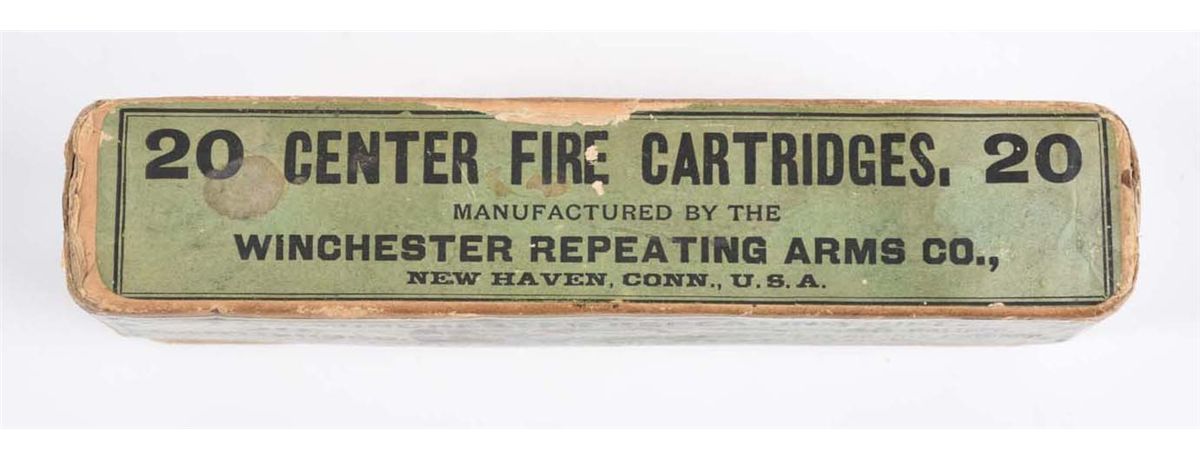 20 CENTER FIRE CARTRIDGES. 20
MANUFACTURED BY THE
WINCHESTER REPEATING ARMS CO.,
NEW HAVEN, CONN., U. S. A.